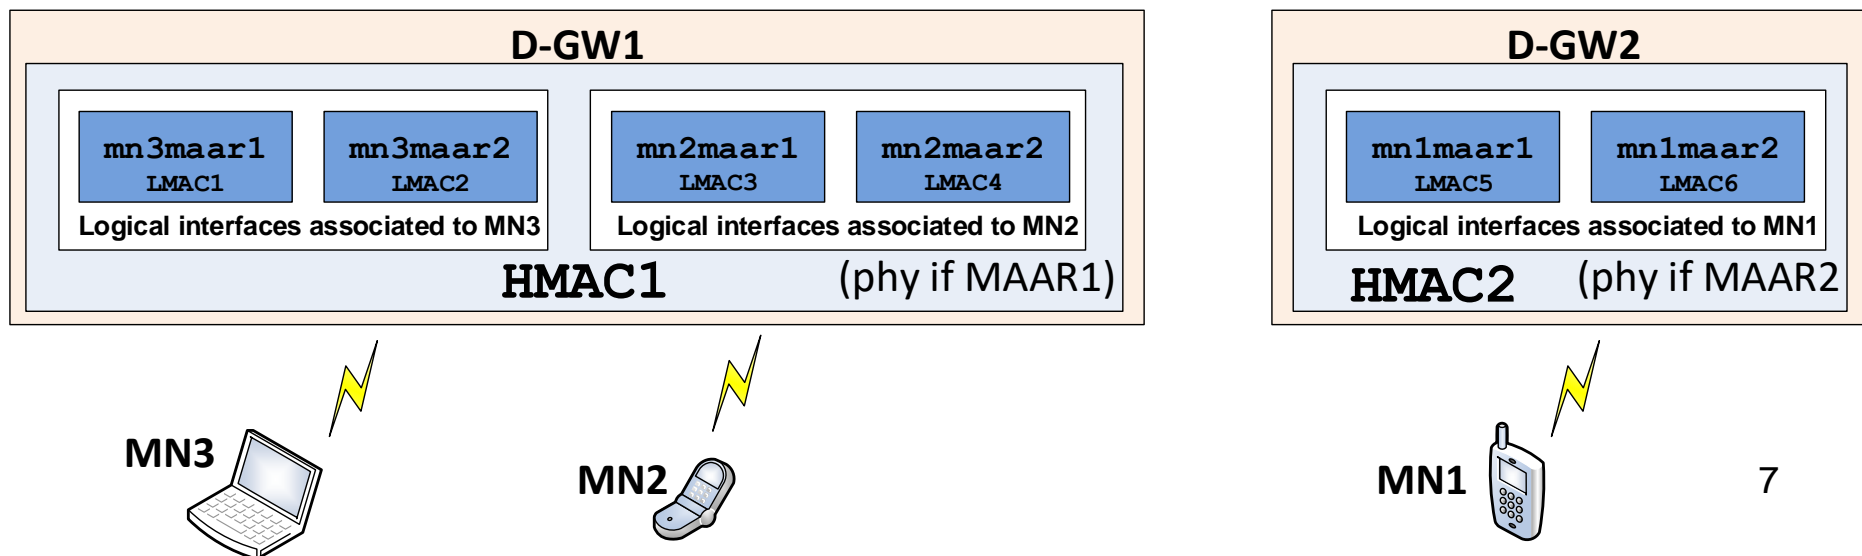 D-GW1
mn3maar1
LMAC1
mn3maar2
LMAC2
Logical interfaces associated to MN3
mn2maar1
LMAC3
mn2maar2
LMAC4
Logical interfaces associated to MN2
HMAC1
(phy if MAAR1)
D-GW2
mn1maar1
LMAC5
mn1maar2
LMAC6
Logical interfaces associated to MN1
HMAC2
(phy if MAAR2
MN3
MN2
MN1
7